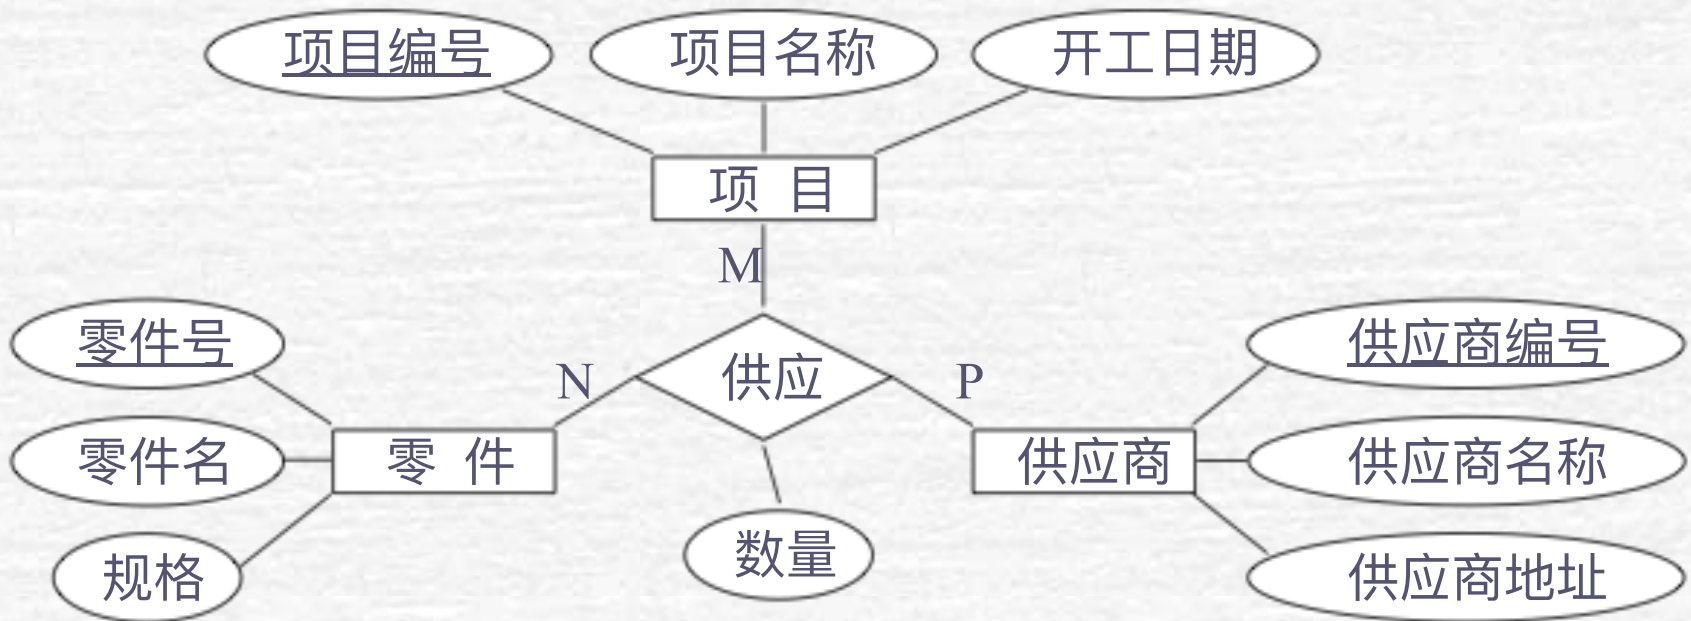 项目编号 项目名称 开工日期
项 目
M
零件号 N 供应 P 供应商编号
零件名 零 件 供应商 供应商名称
规格 数量 供应商地址